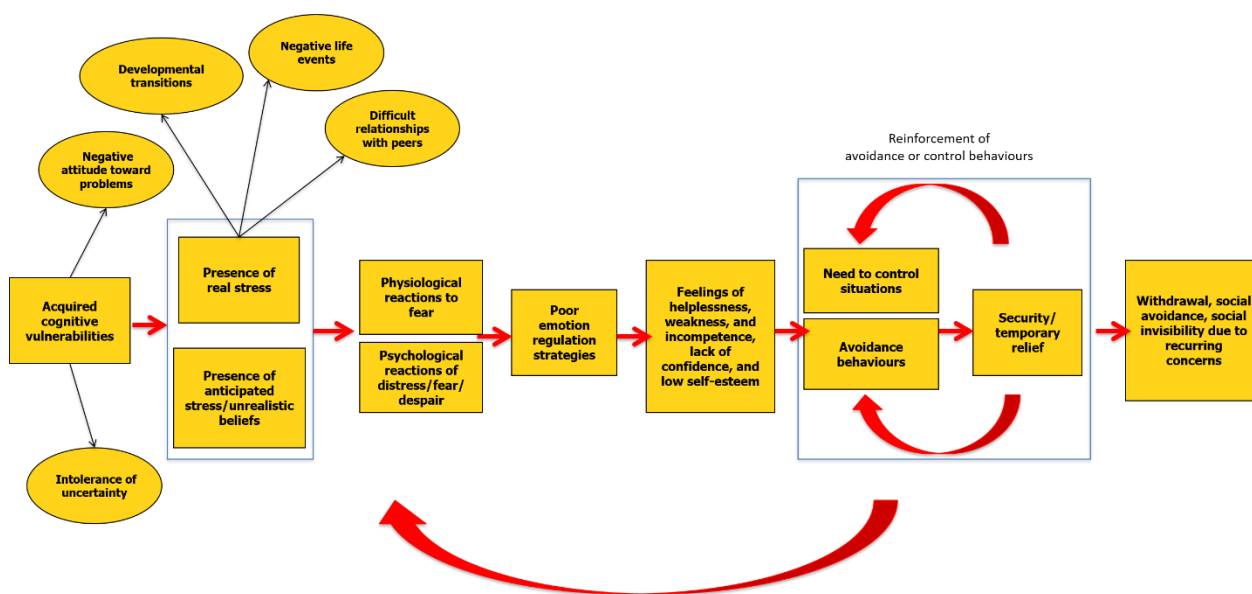 Negative life
events
Developmental
transitions
Difficult
relationships
with peers
Negative
attitude toward
problems
Reinforcement of
avoidance or control behaviours
Acquired
cognitive
vulnerabilities
Presence of
real stress
Presence of
anticipated
stress/unrealistic
beliefs
Intolerance of
uncertainty
Physiological
reactions to
fear
Psychological
reactions of
distress/fear/
despair
Poor
emotion
regulation
strategies
Feelings of
helplessness,
weakness, and
incompetence,
lack of
confidence, and
low self-esteem
Need to control
situations
Avoidance
behaviours
Security/
temporary
relief
Withdrawal, social
avoidance, social
invisibility due to
recurring
concerns